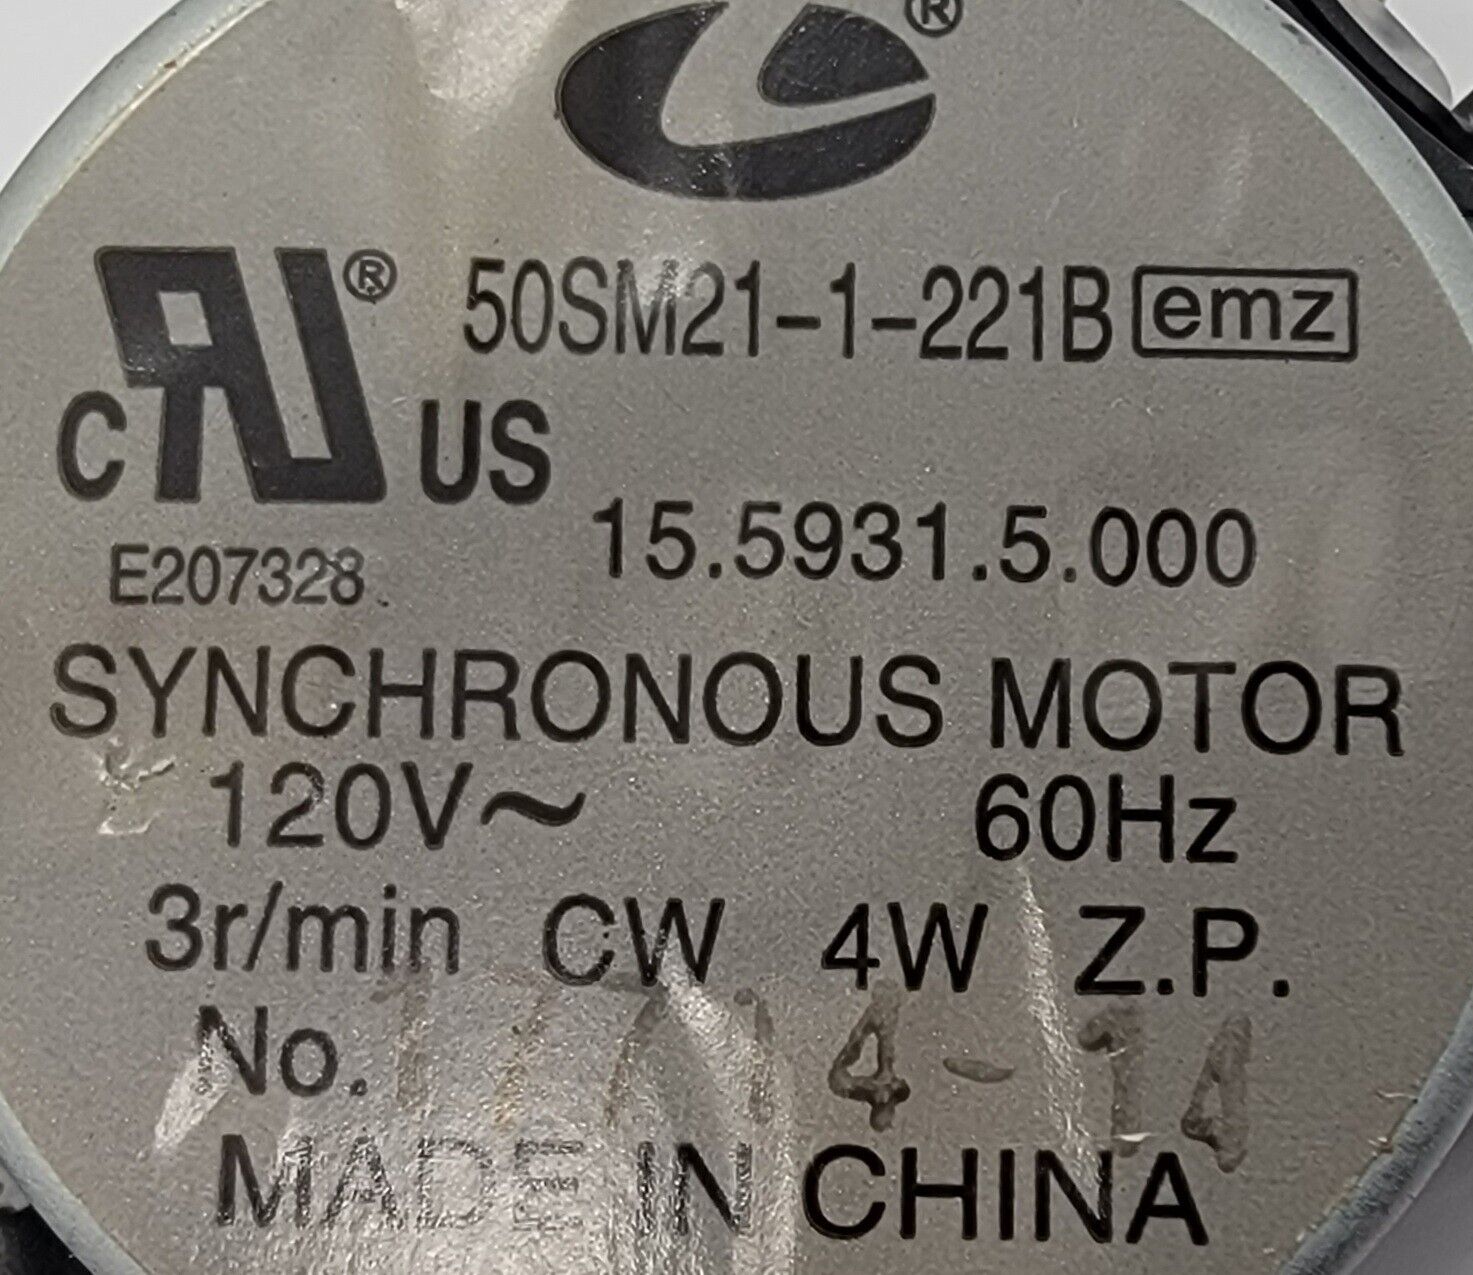 ®
50SM21-1-221B emz
®
C US
15.5931.5.000
E207328
SYNCHRONOUS MOTOR
120V~ 60Hz
3r/min CW 4W Z.P.
No.
MADE IN CHINA